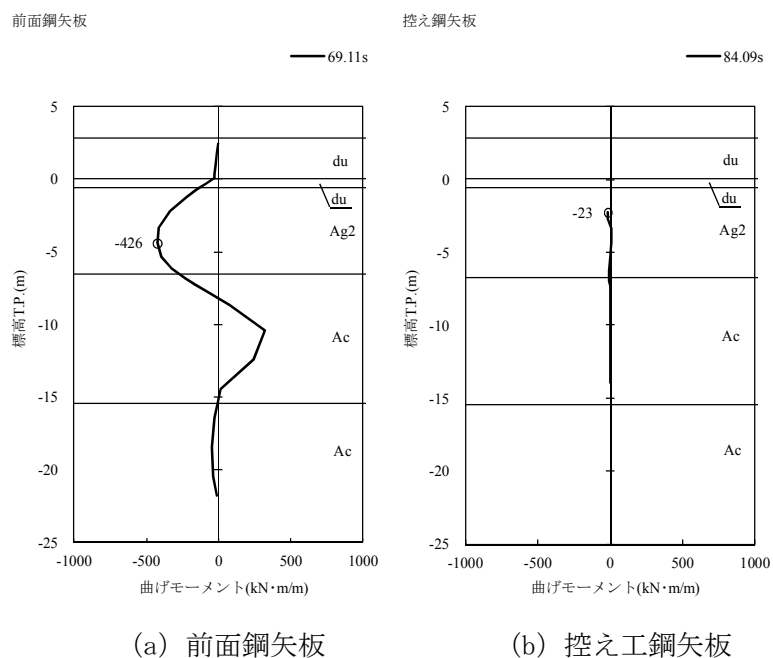 前面鋼矢板
69.11s
5
0
-5
-10
-15
-20
-25
標高T.P.(m)
du
du
Ag2
Ac
Ac
-426
-1000 -500 0 500 1000
曲げモーメント(kN・m/m)
(a) 前面鋼矢板
控え鋼矢板
84.09s
5
0
-5
-10
-15
-20
-25
標高T.P.(m)
du
du
Ag2
Ac
Ac
-23
-1000 -500 0 500 1000
曲げモーメント(kN・m/m)
(b) 控え工鋼矢板